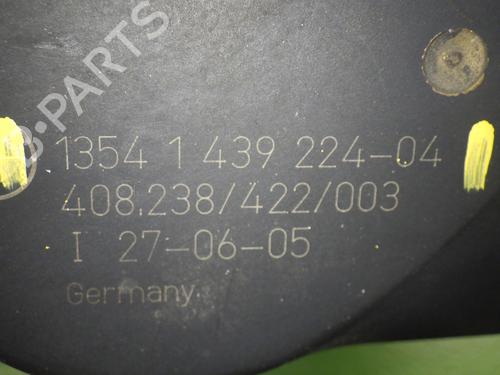 B-PARTS
1354 1 439 224-04
408.238/422/003
I 27-06-05
Germany